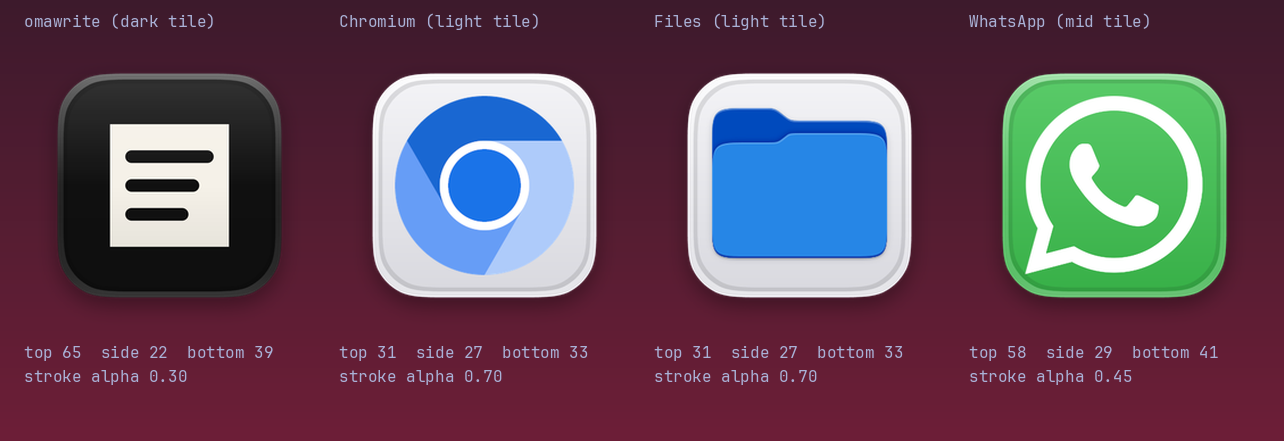 omawrite (dark tile)
Chromium (light tile)
Files (light tile)
WhatsApp (mid tile)
top 65  side 22  bottom 39
stroke alpha 0.30
top 31  side 27  bottom 33
stroke alpha 0.70
top 31  side 27  bottom 33
stroke alpha 0.70
top 58  side 29  bottom 41
stroke alpha 0.45